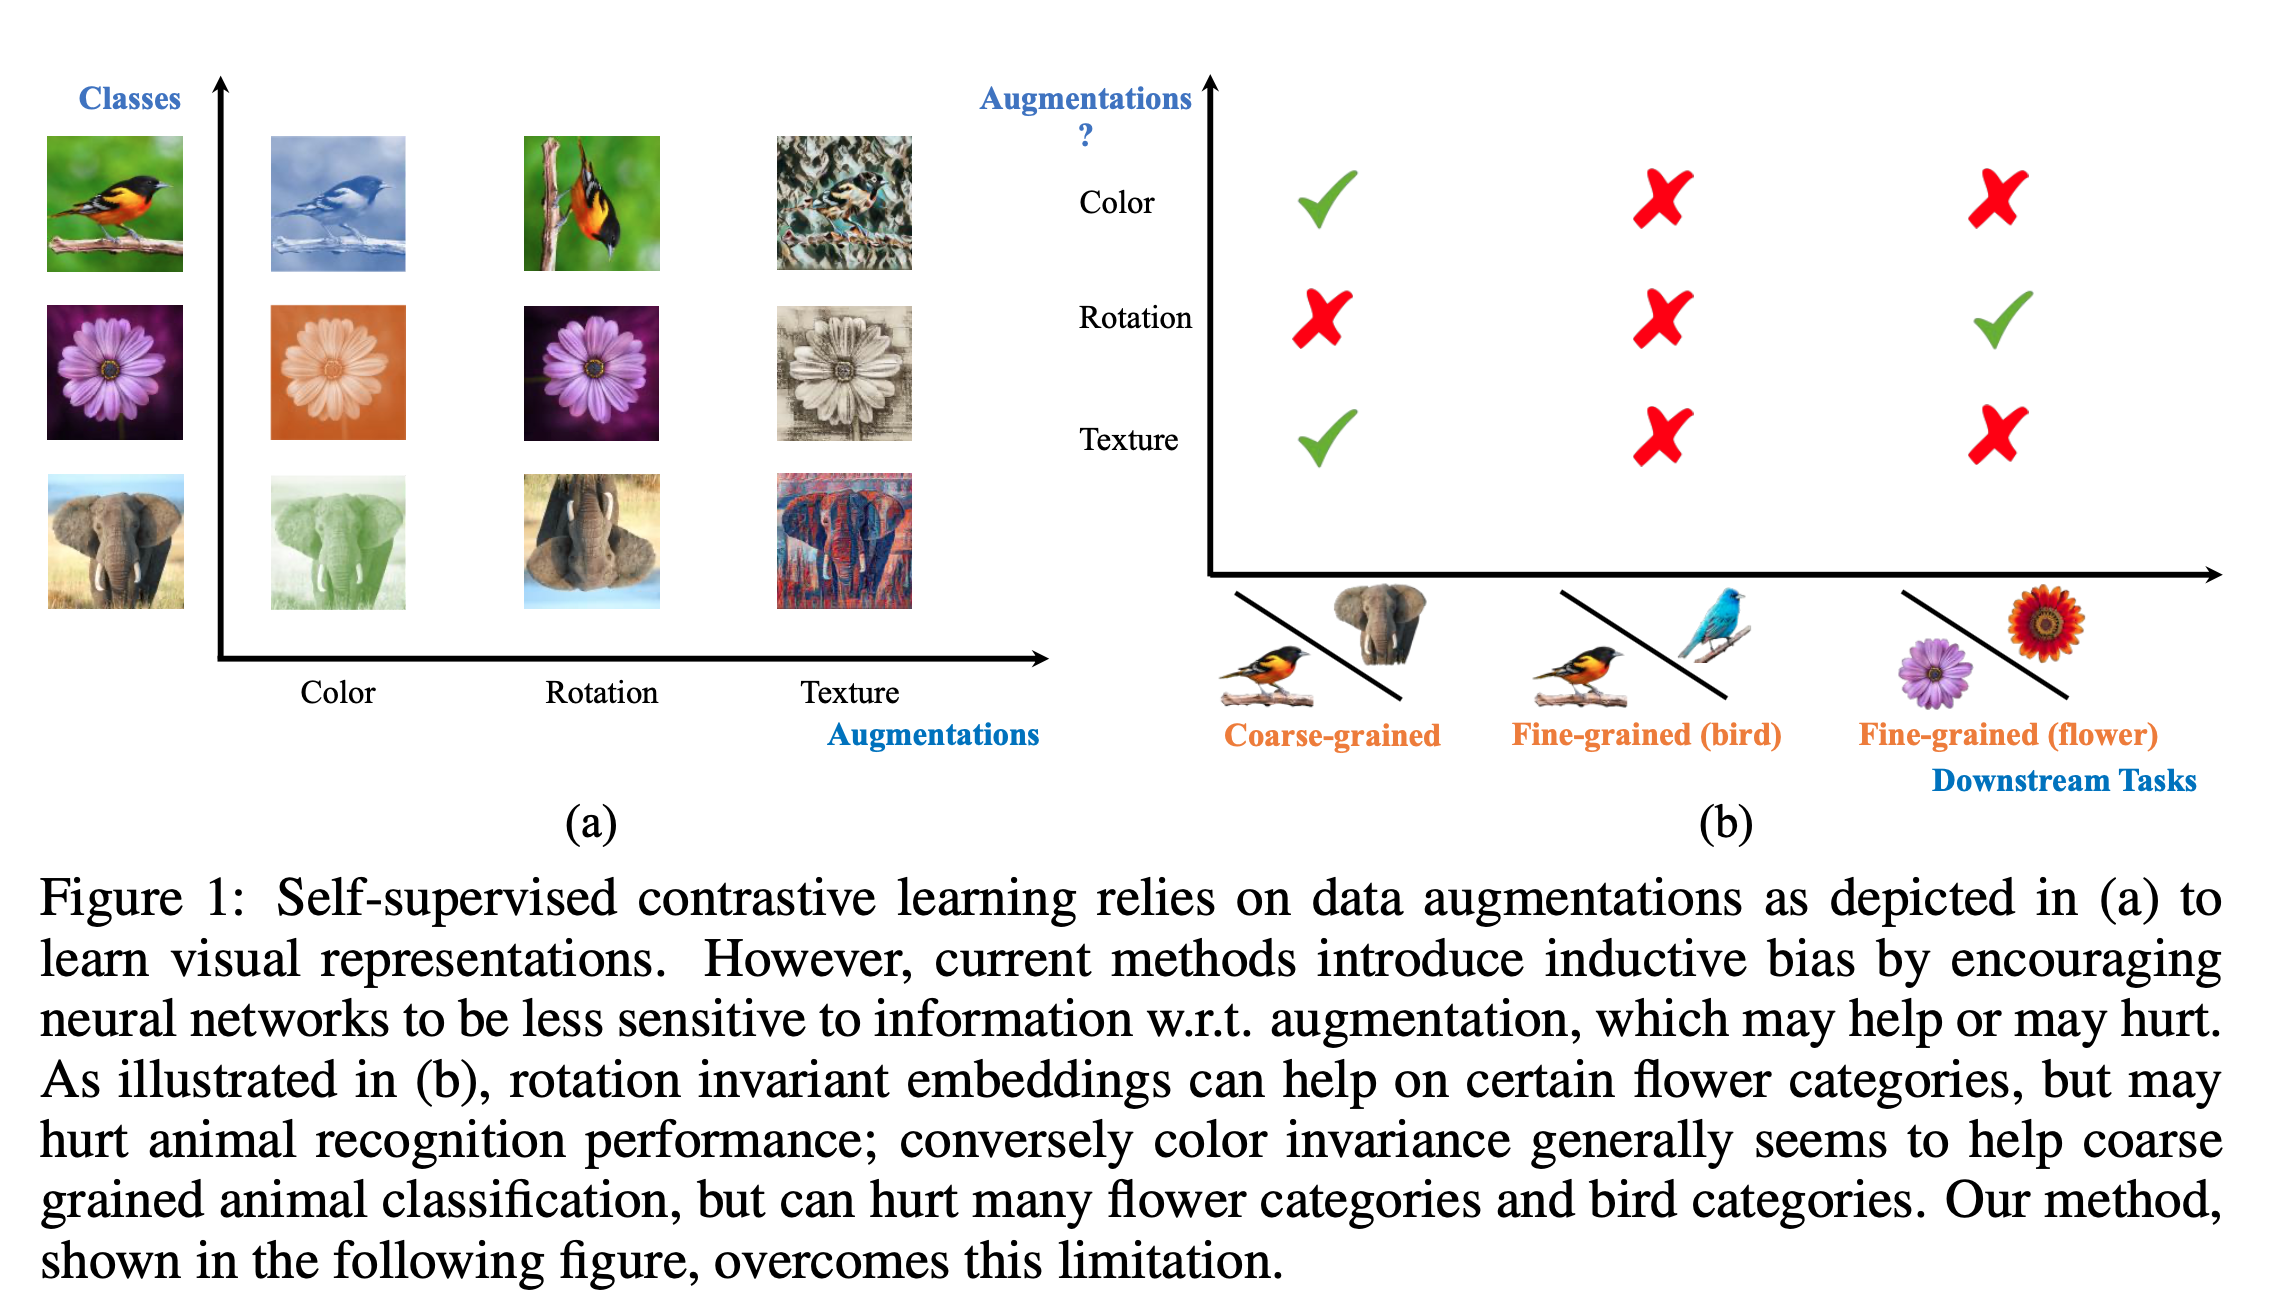 Classes
Color
Rotation
Texture
Augmentations
(a)
Augmentations
?
Color
Rotation
Texture
Coarse-grained
Fine-grained (bird)
Fine-grained (flower)
Downstream Tasks
(b)
Figure 1: Self-supervised contrastive learning relies on data augmentations as depicted in (a) to
learn visual representations. However, current methods introduce inductive bias by encouraging
neural networks to be less sensitive to information w.r.t. augmentation, which may help or may hurt.
As illustrated in (b), rotation invariant embeddings can help on certain flower categories, but may
hurt animal recognition performance; conversely color invariance generally seems to help coarse
grained animal classification, but can hurt many flower categories and bird categories. Our method,
shown in the following figure, overcomes this limitation.